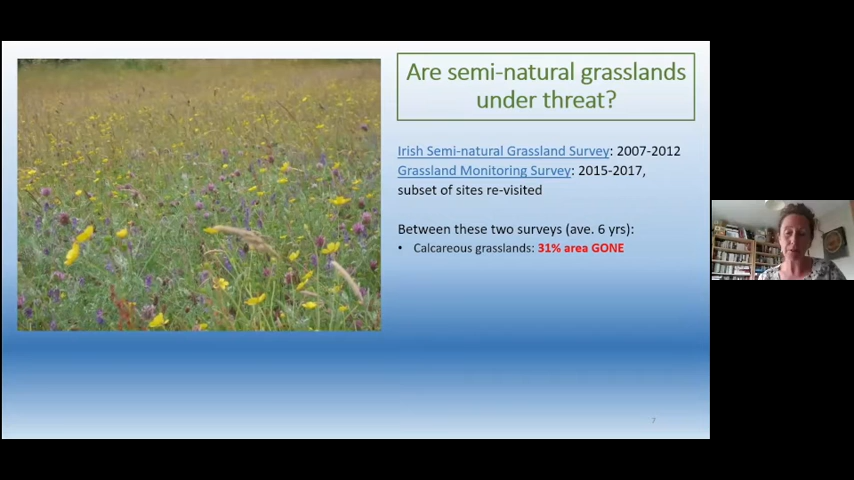 Are semi-natural grasslands
under threat?
Irish Semi-natural Grassland Survey: 2007-2012
Grassland Monitoring Survey: 2015-2017,
subset of sites re-visited
Between these two surveys (ave. 6 yrs):
• Calcareous grasslands: 31% area GONE
7